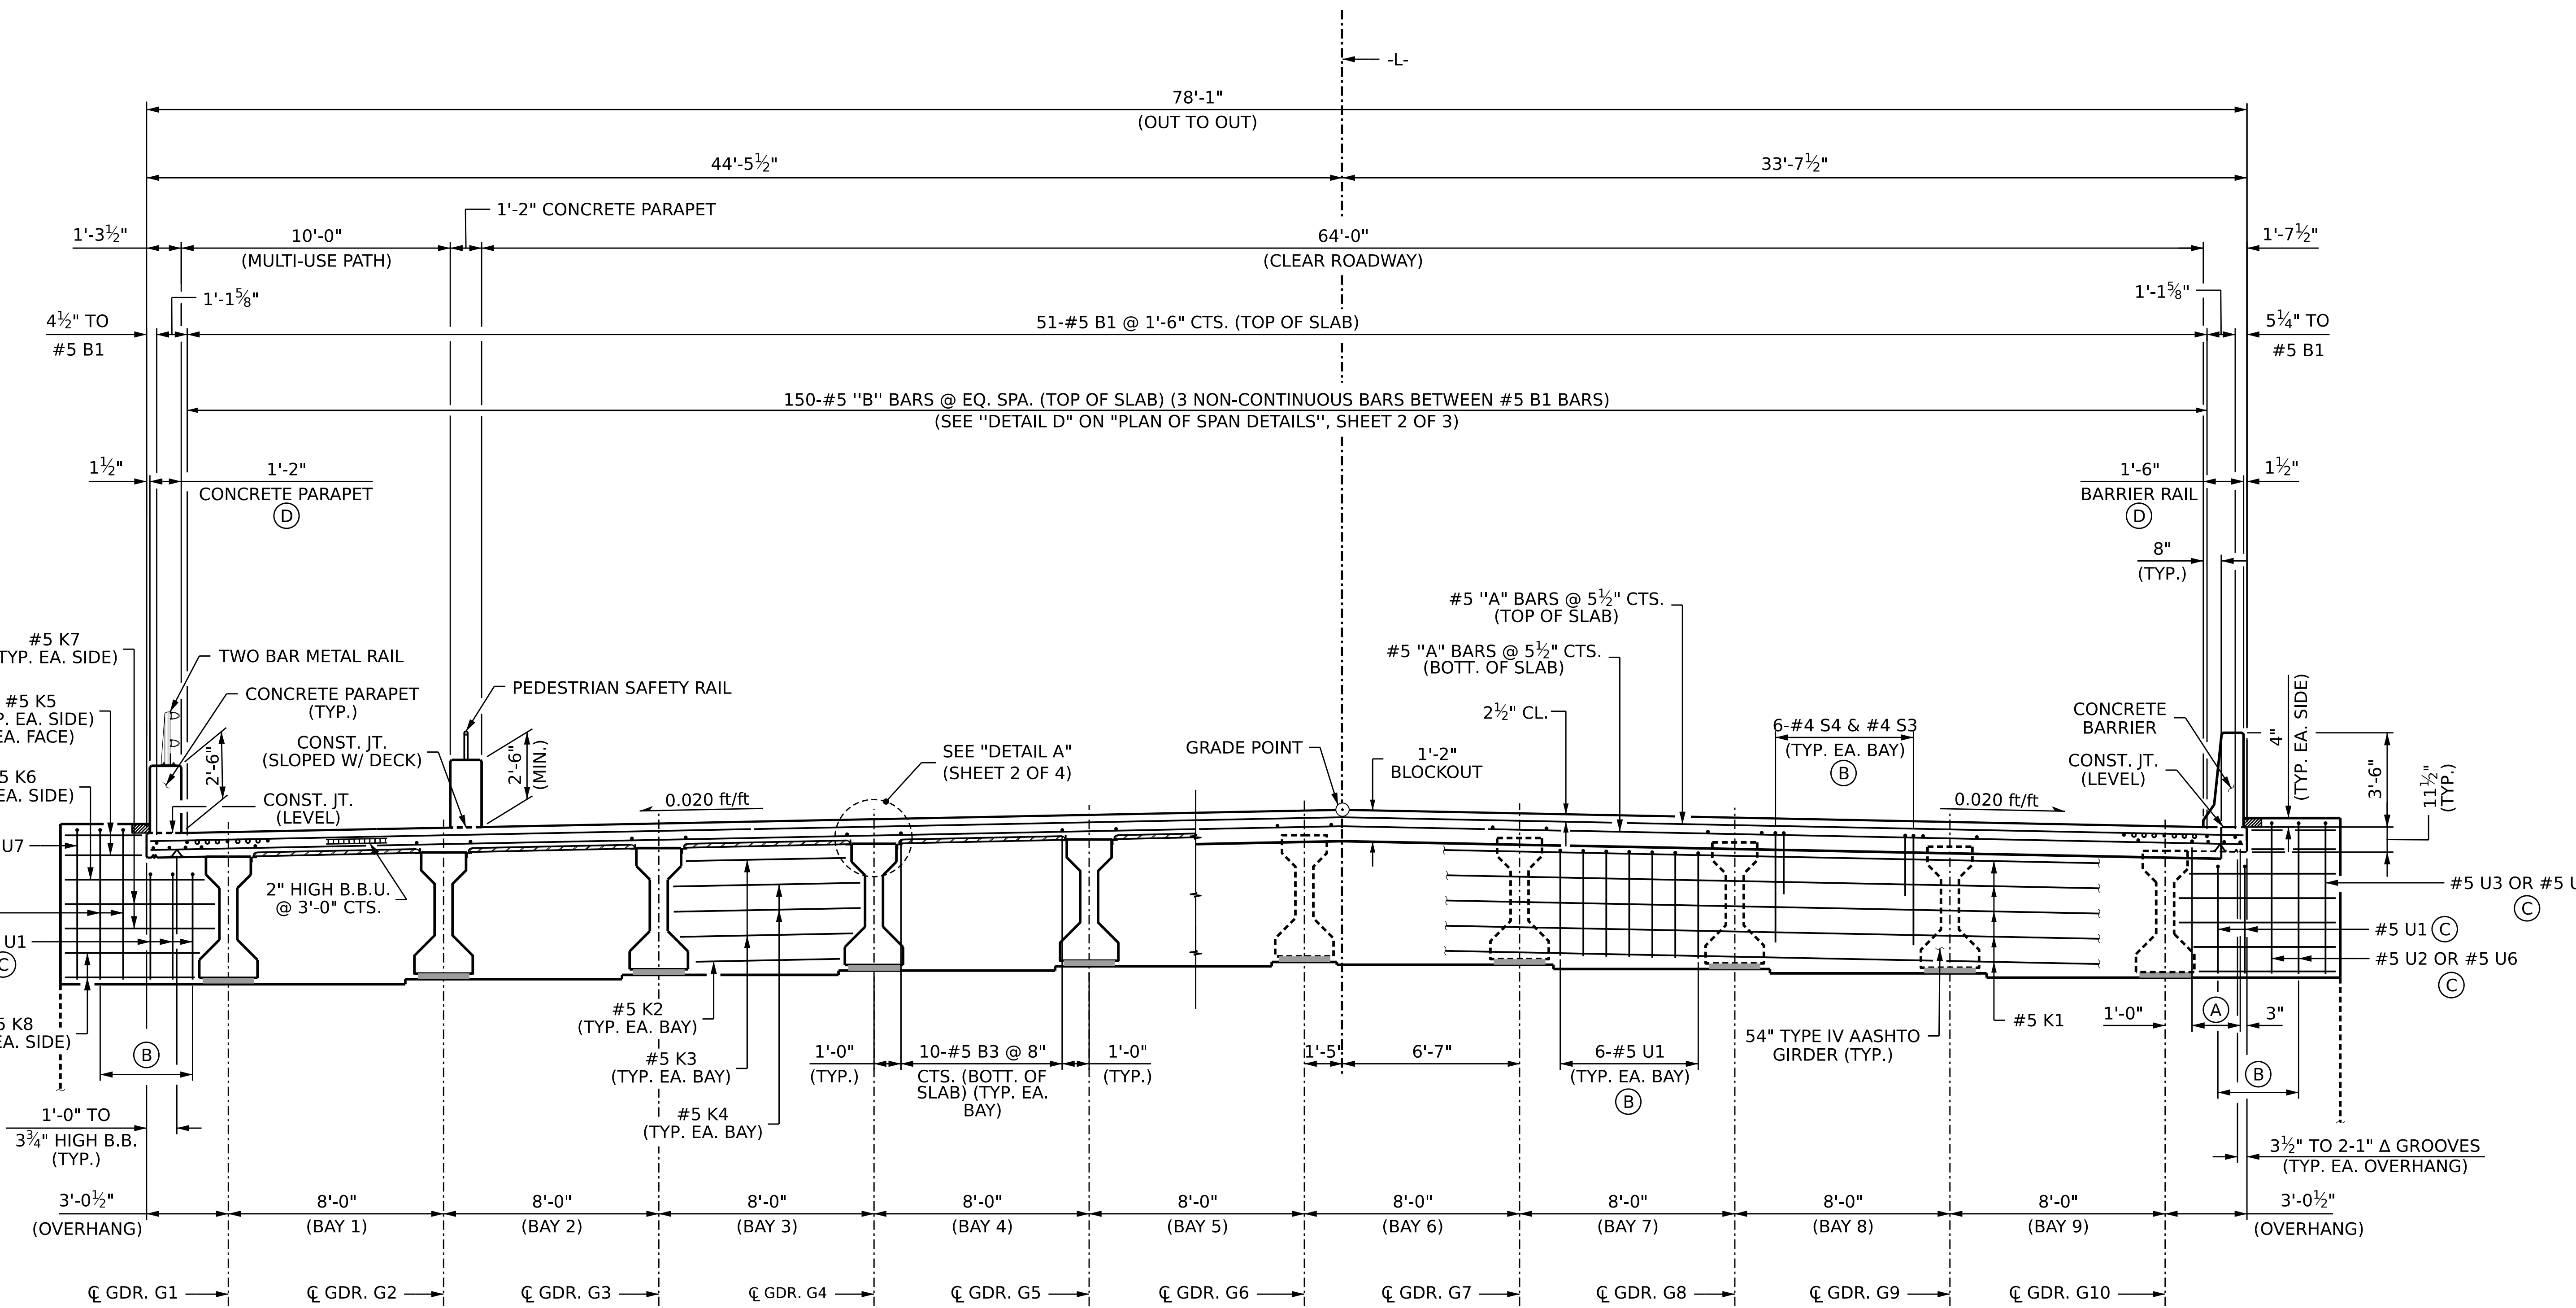 -L-
78'-1"
(OUT TO OUT)
44'-5½"
33'-7½"
1'-2" CONCRETE PARAPET
1'-3½"
10'-0"
(MULTI-USE PATH)
64'-0"
(CLEAR ROADWAY)
1'-7½"
1'-1⅝"
1'-1⅝"
4½" TO
#5 B1
51-#5 B1 @ 1'-6" CTS. (TOP OF SLAB)
5¼" TO
#5 B1
150-#5 ''B'' BARS @ EQ. SPA. (TOP OF SLAB) (3 NON-CONTINUOUS BARS BETWEEN #5 B1 BARS)
(SEE ''DETAIL D" ON "PLAN OF SPAN DETAILS'', SHEET 2 OF 3)
1½"
1'-2"
CONCRETE PARAPET
D
1'-6"
BARRIER RAIL
D
1½"
8"
(TYP.)
#5 ''A" BARS @ 5½" CTS.
(TOP OF SLAB)
#5 ''A" BARS @ 5½" CTS.
(BOTT. OF SLAB)
2½" CL.
#5 K7
TYP. EA. SIDE)
#5 K5
P. EA. SIDE)
EA. FACE)
5 K6
EA. SIDE)
U7
U1
C
5 K8
EA. SIDE)
TWO BAR METAL RAIL
CONCRETE PARAPET
(TYP.)
2'-6"
CONST. JT.
(SLOPED W/ DECK)
CONST. JT.
(LEVEL)
PEDESTRIAN SAFETY RAIL
2'-6"
(MIN.)
0.020 ft/ft
SEE "DETAIL A"
(SHEET 2 OF 4)
GRADE POINT
1'-2"
BLOCKOUT
6-#4 S4 & #4 S3
(TYP. EA. BAY)
B
0.020 ft/ft
CONCRETE
BARRIER
CONST. JT.
(LEVEL)
4"
(TYP. EA. SIDE)
3'-6"
11½"
(TYP.)
2" HIGH B.B.U.
@ 3'-0" CTS.
#5 U3 OR #5 U
C
#5 U1 C
#5 U2 OR #5 U6
C
#5 K2
(TYP. EA. BAY)
#5 K3
(TYP. EA. BAY)
#5 K4
(TYP. EA. BAY)
1'-0"
(TYP.)
10-#5 B3 @ 8"
CTS. (BOTT. OF
SLAB) (TYP. EA.
BAY)
1'-0"
(TYP.)
1'-5"
6'-7"
6-#5 U1
(TYP. EA. BAY)
B
54" TYPE IV AASHTO
GIRDER (TYP.)
#5 K1
1'-0"
A
3"
B
B
1'-0" TO
3¾" HIGH B.B.
(TYP.)
3½" TO 2-1" Δ GROOVES
(TYP. EA. OVERHANG)
3'-0½"
(OVERHANG)
8'-0"
(BAY 1)
8'-0"
(BAY 2)
8'-0"
(BAY 3)
8'-0"
(BAY 4)
8'-0"
(BAY 5)
8'-0"
(BAY 6)
8'-0"
(BAY 7)
8'-0"
(BAY 8)
8'-0"
(BAY 9)
3'-0½"
(OVERHANG)
℄ GDR. G1
℄ GDR. G2
℄ GDR. G3
℄ GDR. G4
℄ GDR. G5
℄ GDR. G6
℄ GDR. G7
℄ GDR. G8
℄ GDR. G9
℄ GDR. G10